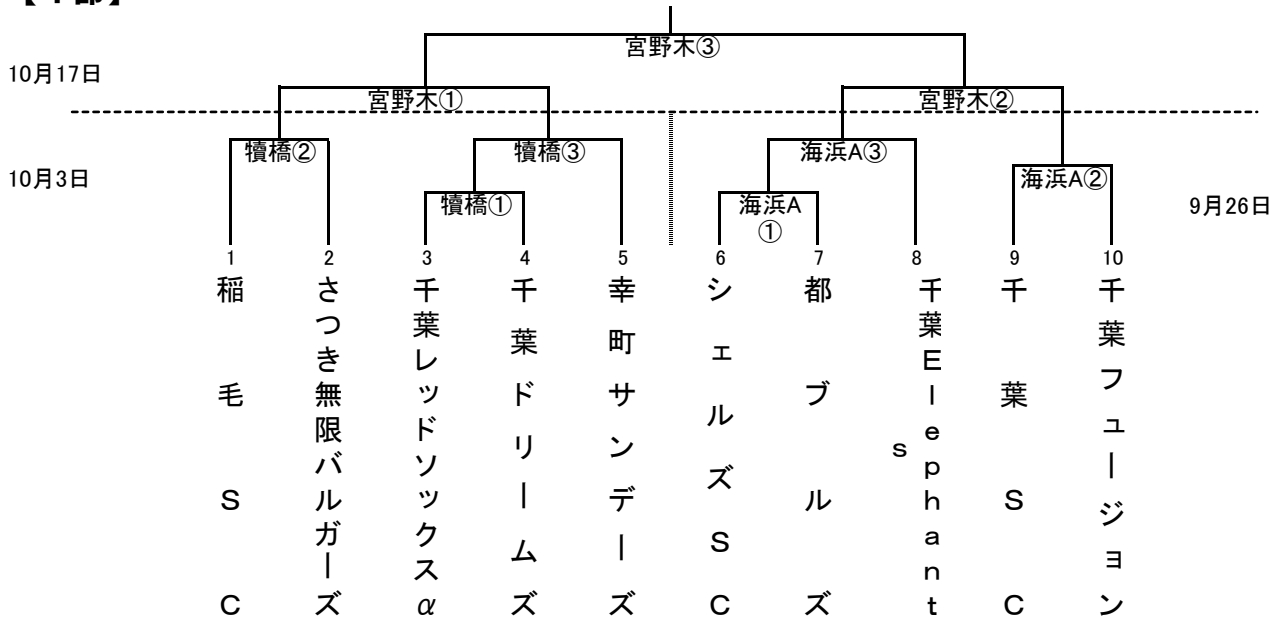 宮野木③
10月17日
宮野木①
宮野木②
犢橋②
犢橋③
海浜A③
10月3日
海浜A②
犢橋①
海浜A
①
9月26日
1
2
3
4
5
6
7
8
9
10
稲毛SC
さつき無限バルガーズ
千葉レッドソックスα
千葉ドリームズ
幸町サンデーズ
シェルズSC
都ブルズ
千葉Elephant
s
千葉SC
千葉フュージョン